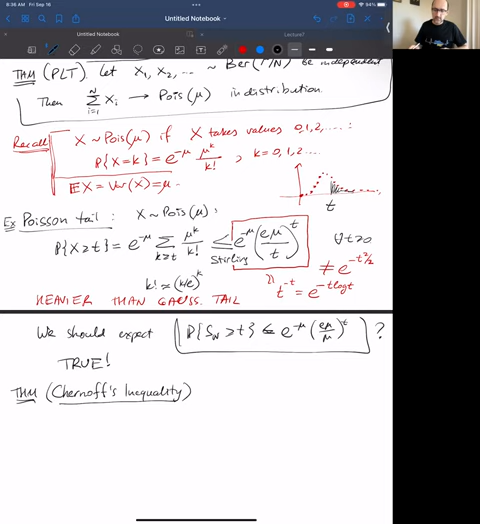 8:36 AM Fri Sep 16
94%
Untitled Notebook
Untitled Notebook
Lecture7
THM (PLT). Let X₁, X₂, ... ~ Ber(μ/N) be independent
Then ∑_{i=1}^{N} X_i → Pois(μ) in distribution.
Recall X ~ Pois(μ) if X takes values 0,1,2,....:
P{X=k} = e^{-μ} μ^k/k! , k=0,1,2....
EX = Var(X) = μ.
t
Ex Poisson tail: X ~ Pois(μ),
P{X≥t} = e^{-μ} ∑_{k≥t} μ^k/k! ≤ e^{-μ} (eμ/t)^t ∀t>0
Stirling
≠ e^{-t²/2}
k! ≈ (k/e)^k
t^{-t} = e^{-t log t}
HEAVIER THAN GAUSS. TAIL
We should expect P{S_N ≥ t} ≤ e^{-μ} (eμ/μ)^t ?
TRUE!
THM (Chernoff's Inequality)